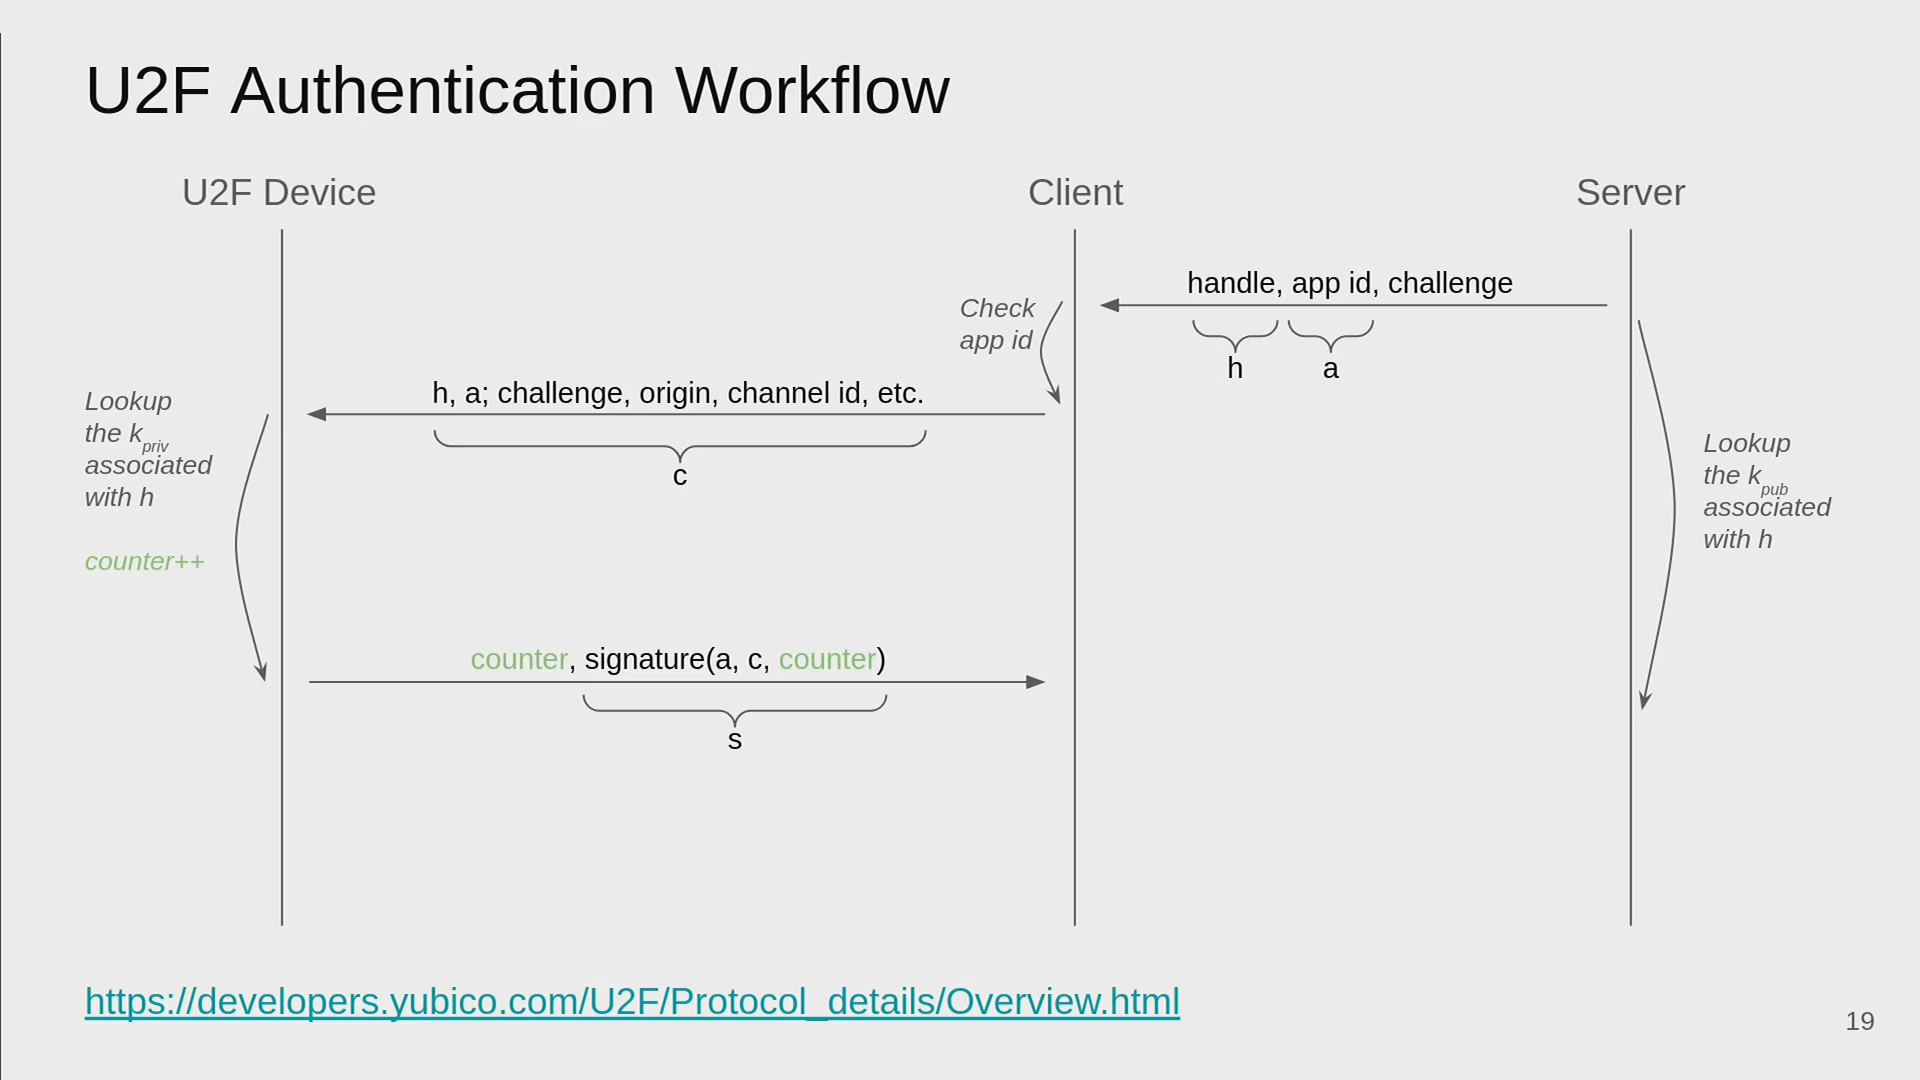 U2F Authentication Workflow
U2F Device
Client
Server
handle, app id, challenge
h
a
Check
app id
h, a; challenge, origin, channel id, etc.
c
Lookup
the kpriv
associated
with h
counter++
Lookup
the kpub
associated
with h
counter, signature(a, c, counter)
s
https://developers.yubico.com/U2F/Protocol_details/Overview.html
19